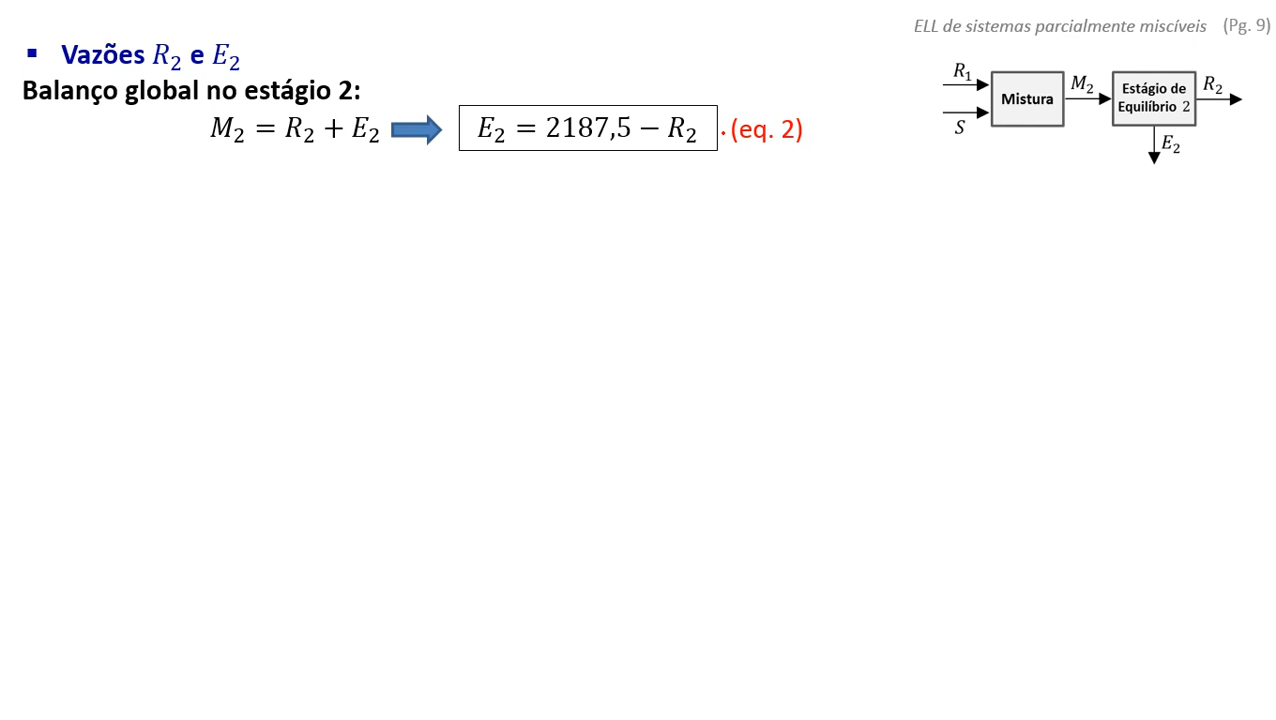 ELL de sistemas parcialmente miscíveis (Pg. 9)
▪ Vazões R₂ e E₂
Balanço global no estágio 2:
M₂ = R₂ + E₂ E₂ = 2187,5 − R₂ . (eq. 2)
R₁
S
Mistura
M₂
Estágio de
Equilíbrio 2
R₂
E₂